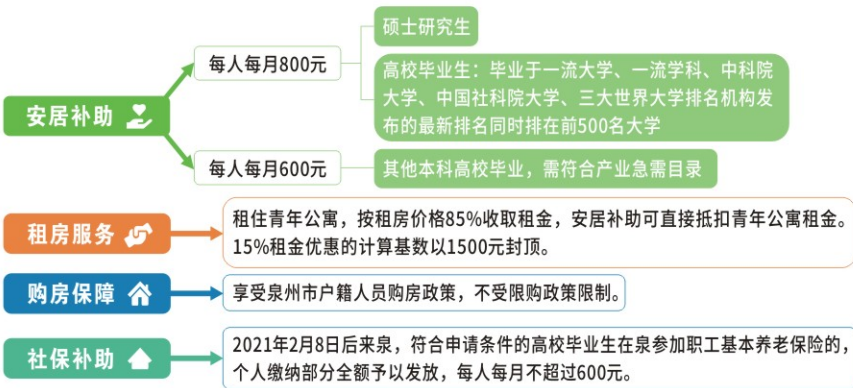 安居补助
每人每月800元
硕士研究生
高校毕业生：毕业于一流大学、一流学科、中科院
大学、中国社科院大学、三大世界大学排名机构发
布的最新排名同时排在前500名大学
每人每月600元
其他本科高校毕业，需符合产业急需目录
租房服务
租住青年公寓，按租房价格85%收取租金，安居补助可直接抵扣青年公寓租金。
15%租金优惠的计算基数以1500元封顶。
购房保障
享受泉州市户籍人员购房政策，不受限购政策限制。
社保补助
2021年2月8日后来泉，符合申请条件的高校毕业生在泉参加职工基本养老保险的，
个人缴纳部分全额予以发放，每人每月不超过600元。